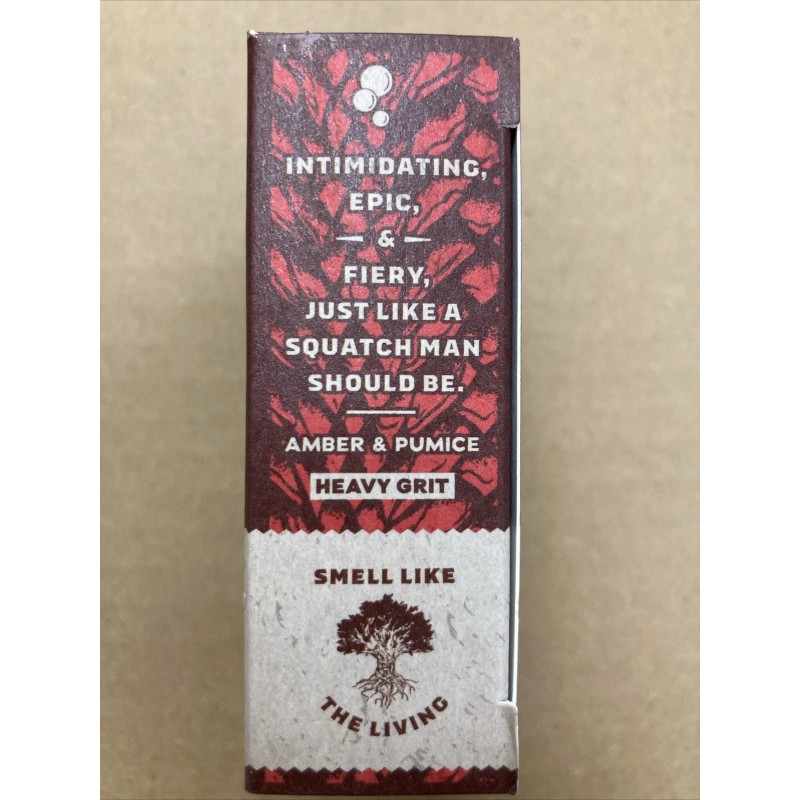 INTIMIDATING,
EPIC,
&
FIERY,
JUST LIKE A
SQUATCH MAN
SHOULD BE.
AMBER & PUMICE
HEAVY GRIT
SMELL LIKE
THE LIVING